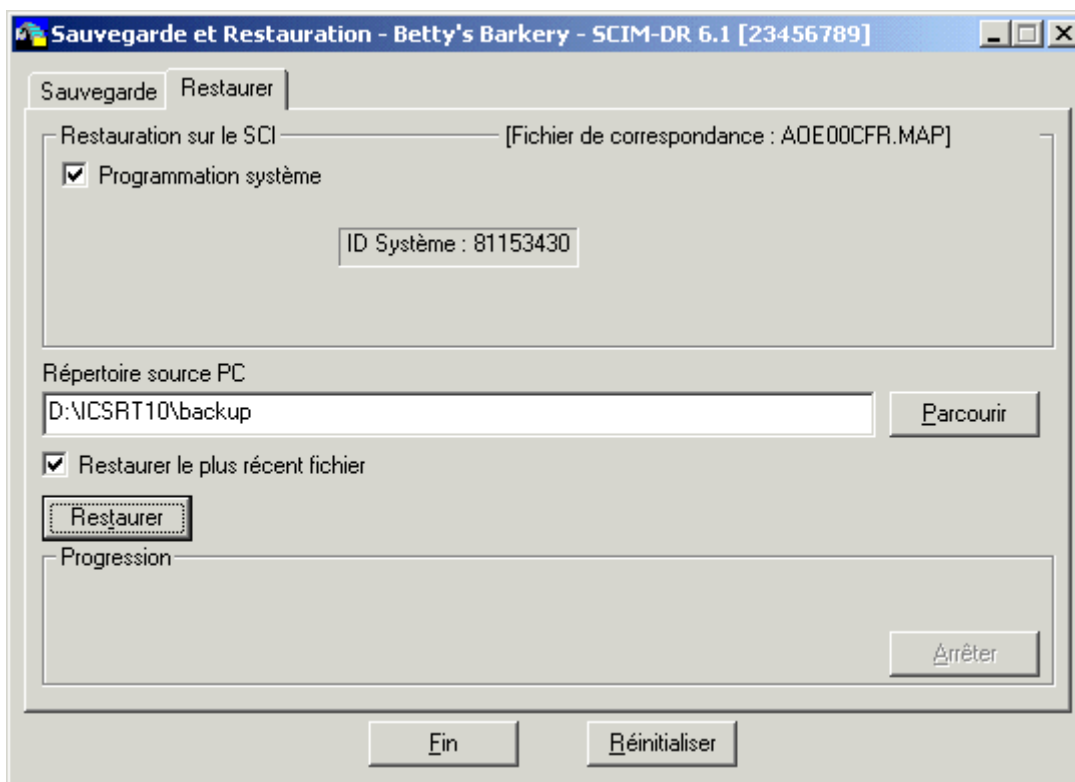 Sauvegarde et Restauration - Betty's Barkery - SCIM-DR 6.1 [23456789]
Sauvegarde Restaurer
Restauration sur le SCI [Fichier de correspondance : A0E00CFR.MAP]
Programmation système
ID Système : 81153430
Répertoire source PC
D:\ICSRT10\backup Parcourir
Restaurer le plus récent fichier
Restaurer
Progression
Arrêter
Fin Réinitialiser